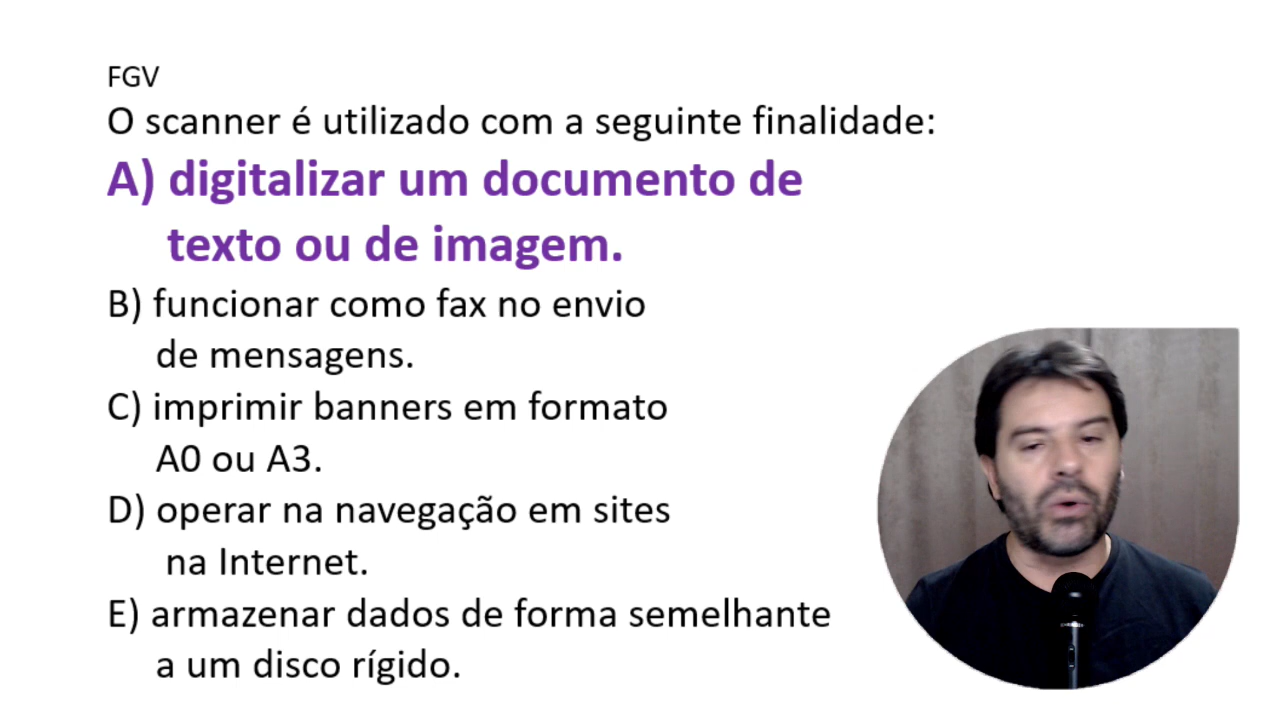 FGV
O scanner é utilizado com a seguinte finalidade:
A) digitalizar um documento de
texto ou de imagem.
B) funcionar como fax no envio
de mensagens.
C) imprimir banners em formato
A0 ou A3.
D) operar na navegação em sites
na Internet.
E) armazenar dados de forma semelhante
a um disco rígido.